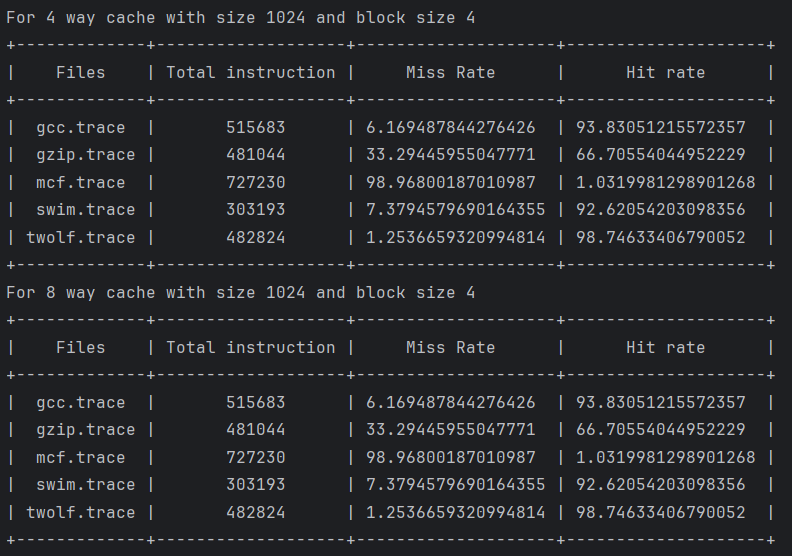 For 4 way cache with size 1024 and block size 4
+-------------+-------------------+--------------------+--------------------+
|    Files    | Total instruction |     Miss Rate      |      Hit rate      |
+-------------+-------------------+--------------------+--------------------+
|  gcc.trace  |       515683      | 6.169487844276426  | 93.83051215572357  |
|  gzip.trace |       481044      | 33.29445955047771  | 66.70554044952229  |
|  mcf.trace  |       727230      | 98.96800187010987  | 1.0319981298901268 |
|  swim.trace |       303193      | 7.3794579690164355 | 92.62054203098356  |
| twolf.trace |       482824      | 1.2536659320994814 | 98.74633406790052  |
+-------------+-------------------+--------------------+--------------------+
For 8 way cache with size 1024 and block size 4
+-------------+-------------------+--------------------+--------------------+
|    Files    | Total instruction |     Miss Rate      |      Hit rate      |
+-------------+-------------------+--------------------+--------------------+
|  gcc.trace  |       515683      | 6.169487844276426  | 93.83051215572357  |
|  gzip.trace |       481044      | 33.29445955047771  | 66.70554044952229  |
|  mcf.trace  |       727230      | 98.96800187010987  | 1.0319981298901268 |
|  swim.trace |       303193      | 7.3794579690164355 | 92.62054203098356  |
| twolf.trace |       482824      | 1.2536659320994814 | 98.74633406790052  |
+-------------+-------------------+--------------------+--------------------+